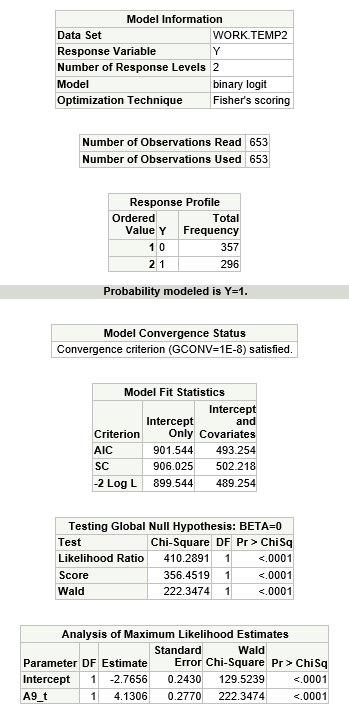 Model Information
Data Set WORK.TEMP2
Response Variable Y
Number of Response Levels 2
Model binary logit
Optimization Technique Fisher's scoring
Number of Observations Read 653
Number of Observations Used 653
Response Profile
Ordered Total
Value Y Frequency
1 0 357
2 1 296
Probability modeled is Y=1.
Model Convergence Status
Convergence criterion (GCONV=1E-8) satisfied.
Model Fit Statistics
Intercept
Intercept and
Criterion Only Covariates
AIC 901.544 493.254
SC 906.025 502.218
-2 Log L 899.544 489.254
Testing Global Null Hypothesis: BETA=0
Test Chi-Square DF Pr > ChiSq
Likelihood Ratio 410.2891 1 <.0001
Score 356.4519 1 <.0001
Wald 222.3474 1 <.0001
Analysis of Maximum Likelihood Estimates
Standard Wald
Parameter DF Estimate Error Chi-Square Pr > ChiSq
Intercept 1 -2.7656 0.2430 129.5239 <.0001
A9_t 1 4.1306 0.2770 222.3474 <.0001